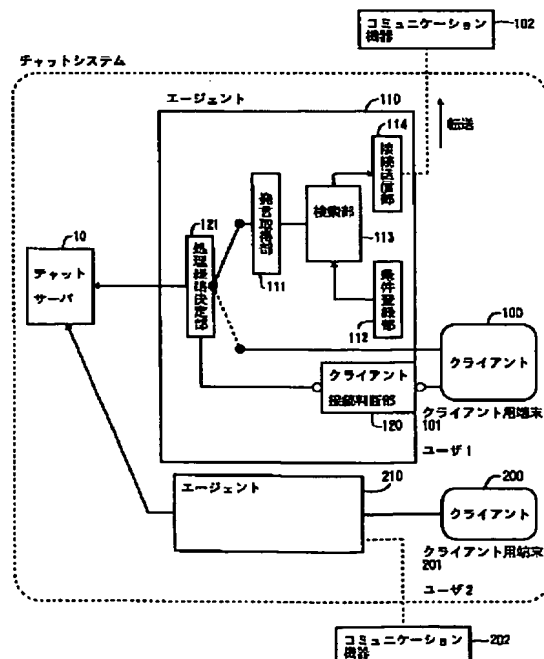 コミュニケーション
機器
102
チャットシステム
エージェント
110
114
転送
接続送信部
121
発言取得部
検索部
113
10
処理経路決定部
チャット
サーバ
111
条件登録部
112
100
クライアント
クライアント
接続判断部
120
クライアント用端末
101
ユーザ1
エージェント
210
200
クライアント
クライアント用端末
201
ユーザ2
コミュニケーション
機器
202